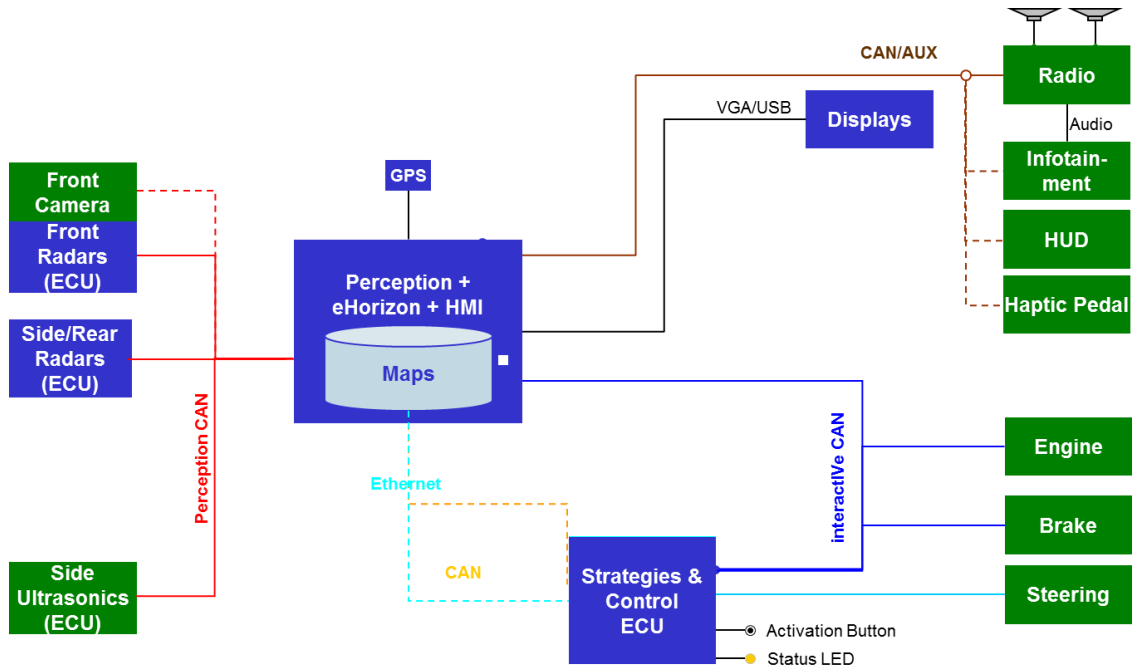 CAN/AUX
Radio
VGA/USB
Displays
Audio
Infotain-
ment
Front
Camera
GPS
Front
Radars
(ECU)
HUD
Perception +
eHorizon + HMI
Haptic Pedal
Side/Rear
Radars
(ECU)
Maps
Perception CAN
interactIVe CAN
Engine
Ethernet
Brake
CAN
Side
Ultrasonics
(ECU)
Strategies &
Control
ECU
Steering
Activation Button
Status LED